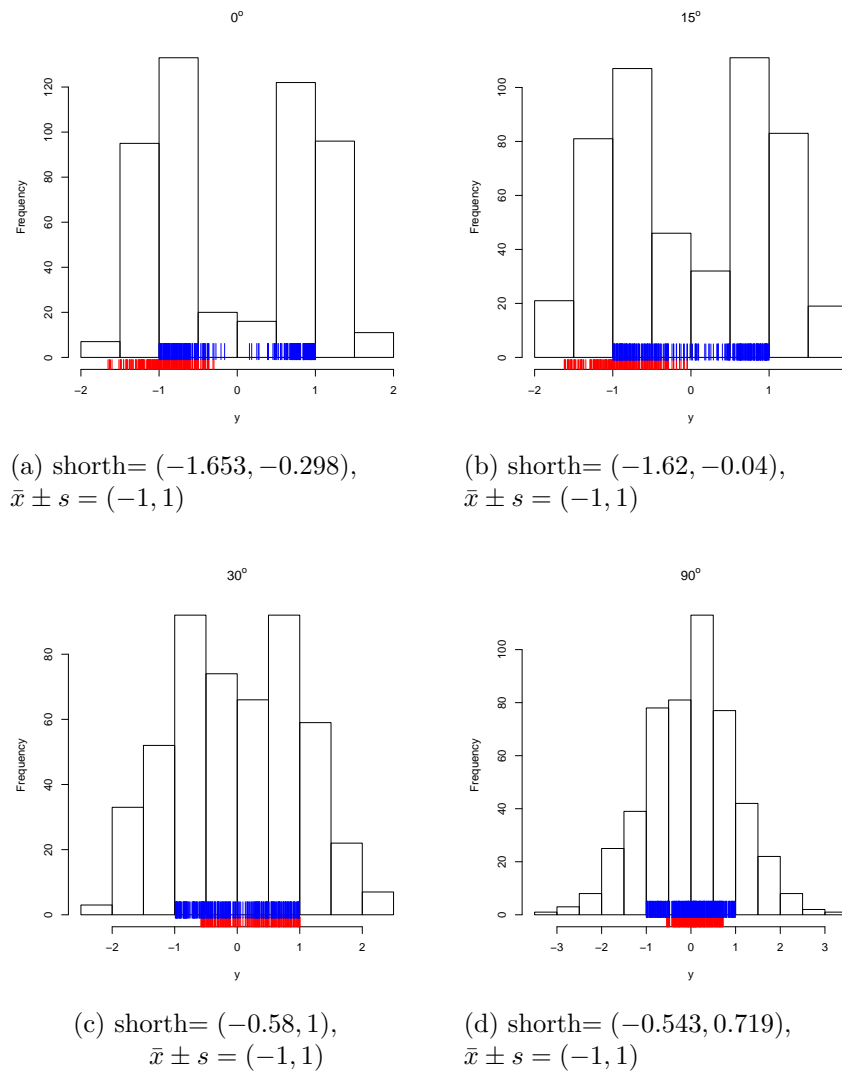 0°
Frequency
0 20 40 60 80 100 120
−2 −1 0 1 2
y
(a) shorth= (−1.653, −0.298),
x̄ ± s = (−1, 1)
15°
Frequency
0 20 40 60 80 100
−2 −1 0 1
y
(b) shorth= (−1.62, −0.04),
x̄ ± s = (−1, 1)
30°
Frequency
0 20 40 60 80
−2 −1 0 1 2
y
(c) shorth= (−0.58, 1),
x̄ ± s = (−1, 1)
90°
Frequency
0 20 40 60 80 100
−3 −2 −1 0 1 2 3
y
(d) shorth= (−0.543, 0.719),
x̄ ± s = (−1, 1)